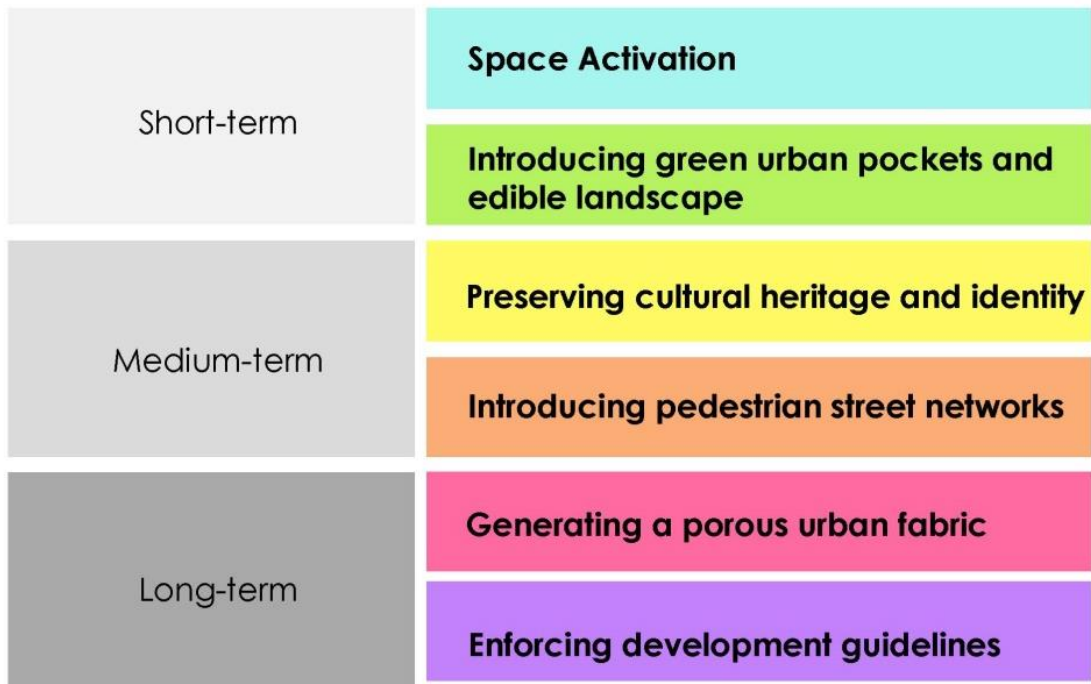 Short-term
Space Activation
Introducing green urban pockets and
edible landscape
Medium-term
Preserving cultural heritage and identity
Introducing pedestrian street networks
Long-term
Generating a porous urban fabric
Enforcing development guidelines